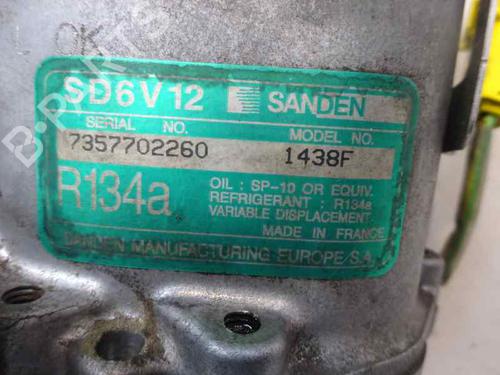 OK
SD6V12 SANDEN
SERIAL NO. MODEL NO.
7357702260 1438F
R134a
OIL : SP-10 OR EQUIV.
REFRIGERANT : R134a
VARIABLE DISPLACEMENT
MADE IN FRANCE
SANDEN MANUFACTURING EUROPE/S.A.
B-PARTS